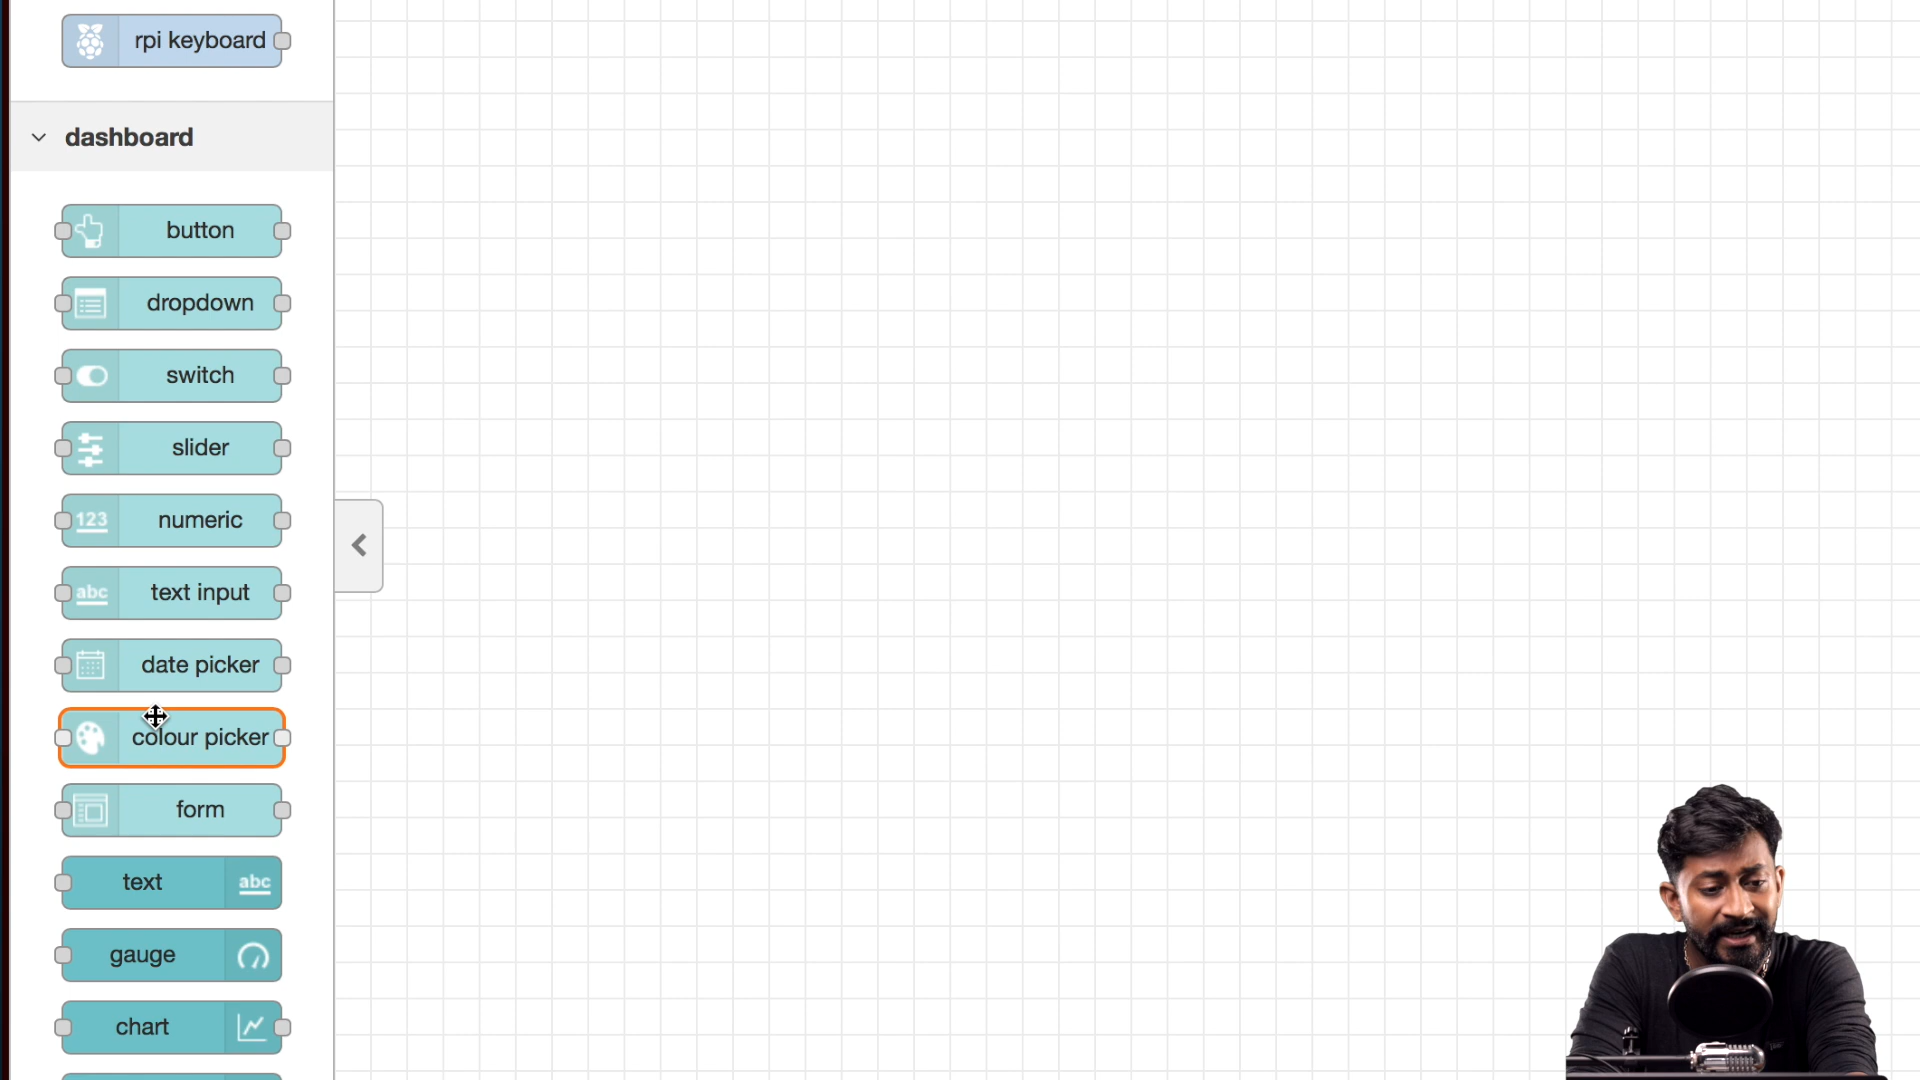 rpi keyboard
dashboard
button
dropdown
switch
slider
123 numeric
abc text input
date picker
colour picker
form
text abc
gauge
chart